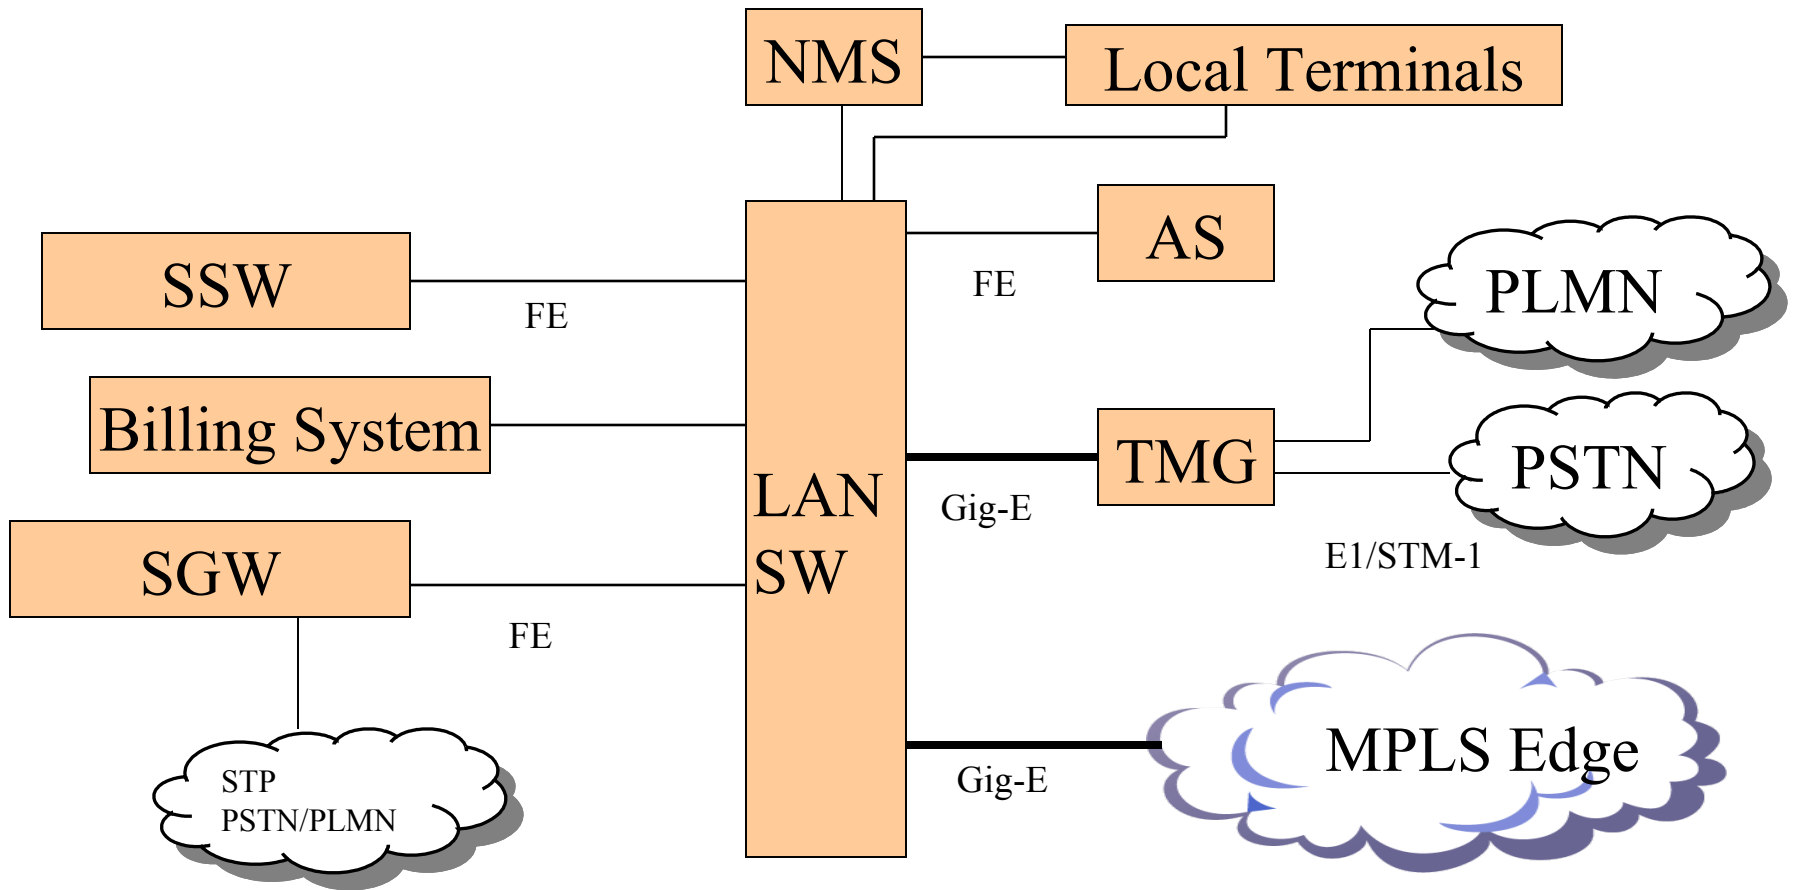 NMS
Local Terminals
AS
SSW
FE
FE
PLMN
Billing System
TMG
PSTN
LAN
SW
Gig-E
E1/STM-1
SGW
FE
MPLS Edge
Gig-E
STP
PSTN/PLMN